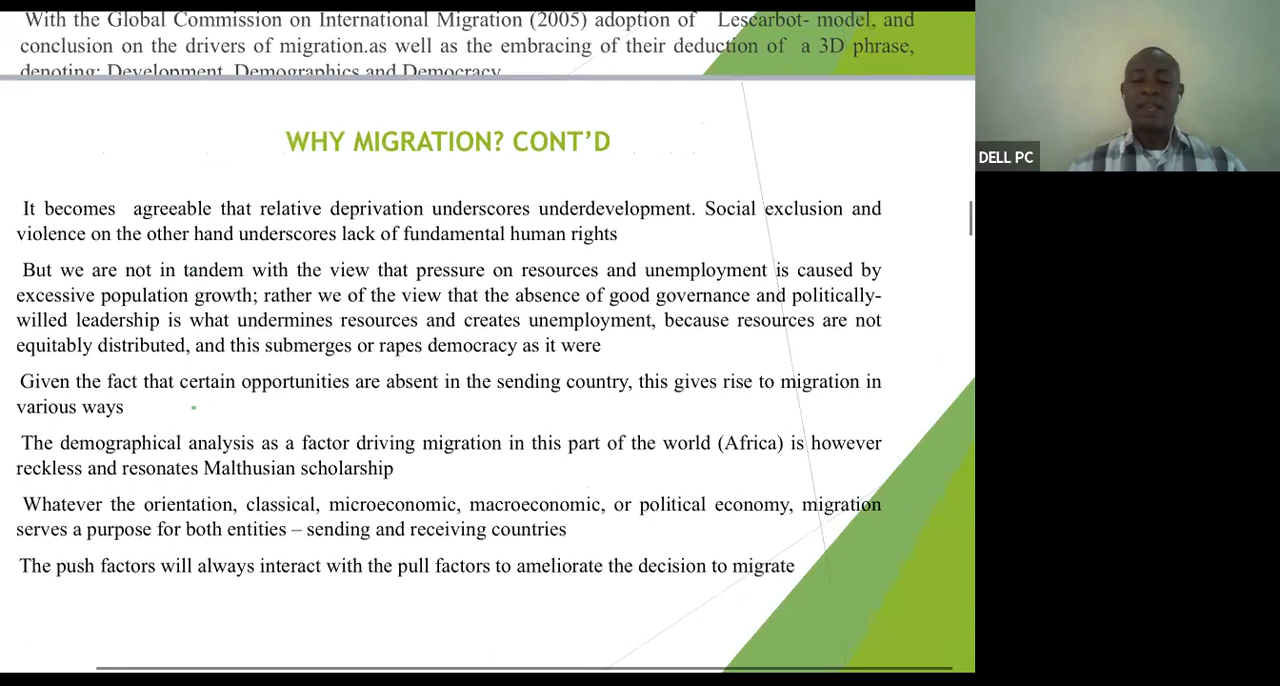 With the Global Commission on International Migration (2005) adoption of Lescarbot- model, and
conclusion on the drivers of migration.as well as the embracing of their deduction of a 3D phrase,
denoting: Development, Demographics and Democracy
WHY MIGRATION? CONT’D
It becomes agreeable that relative deprivation underscores underdevelopment. Social exclusion and
violence on the other hand underscores lack of fundamental human rights
But we are not in tandem with the view that pressure on resources and unemployment is caused by
excessive population growth; rather we of the view that the absence of good governance and politically-
willed leadership is what undermines resources and creates unemployment, because resources are not
equitably distributed, and this submerges or rapes democracy as it were
Given the fact that certain opportunities are absent in the sending country, this gives rise to migration in
various ways
The demographical analysis as a factor driving migration in this part of the world (Africa) is however
reckless and resonates Malthusian scholarship
Whatever the orientation, classical, microeconomic, macroeconomic, or political economy, migration
serves a purpose for both entities – sending and receiving countries
The push factors will always interact with the pull factors to ameliorate the decision to migrate
DELL PC